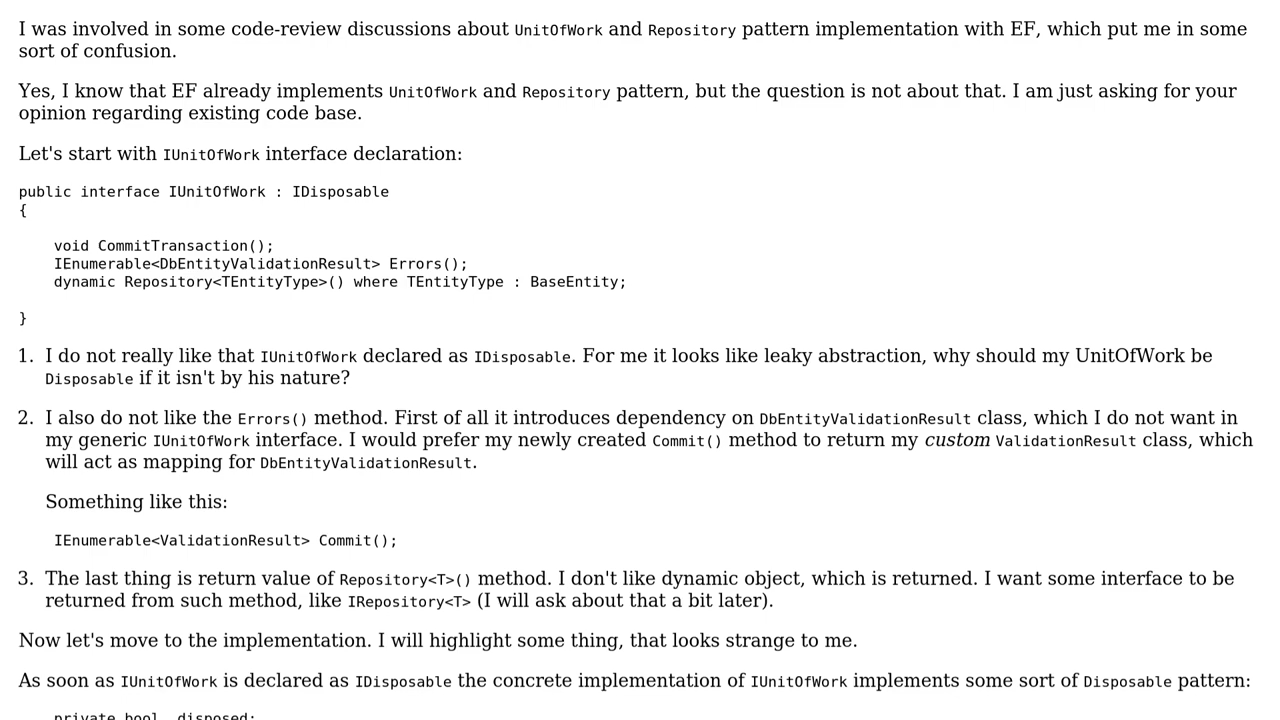 I was involved in some code-review discussions about UnitOfWork and Repository pattern implementation with EF, which put me in some
sort of confusion.
Yes, I know that EF already implements UnitOfWork and Repository pattern, but the question is not about that. I am just asking for your
opinion regarding existing code base.
Let's start with IUnitOfWork interface declaration:
public interface IUnitOfWork : IDisposable
{
void CommitTransaction();
IEnumerable<DbEntityValidationResult> Errors();
dynamic Repository<TEntityType>() where TEntityType : BaseEntity;
}
1. I do not really like that IUnitOfWork declared as IDisposable. For me it looks like leaky abstraction, why should my UnitOfWork be
Disposable if it isn't by his nature?
2. I also do not like the Errors() method. First of all it introduces dependency on DbEntityValidationResult class, which I do not want in
my generic IUnitOfWork interface. I would prefer my newly created Commit() method to return my custom ValidationResult class, which
will act as mapping for DbEntityValidationResult.
Something like this:
IEnumerable<ValidationResult> Commit();
3. The last thing is return value of Repository<T>() method. I don't like dynamic object, which is returned. I want some interface to be
returned from such method, like IRepository<T> (I will ask about that a bit later).
Now let's move to the implementation. I will highlight some thing, that looks strange to me.
As soon as IUnitOfWork is declared as IDisposable the concrete implementation of IUnitOfWork implements some sort of Disposable pattern:
private bool _disposed;